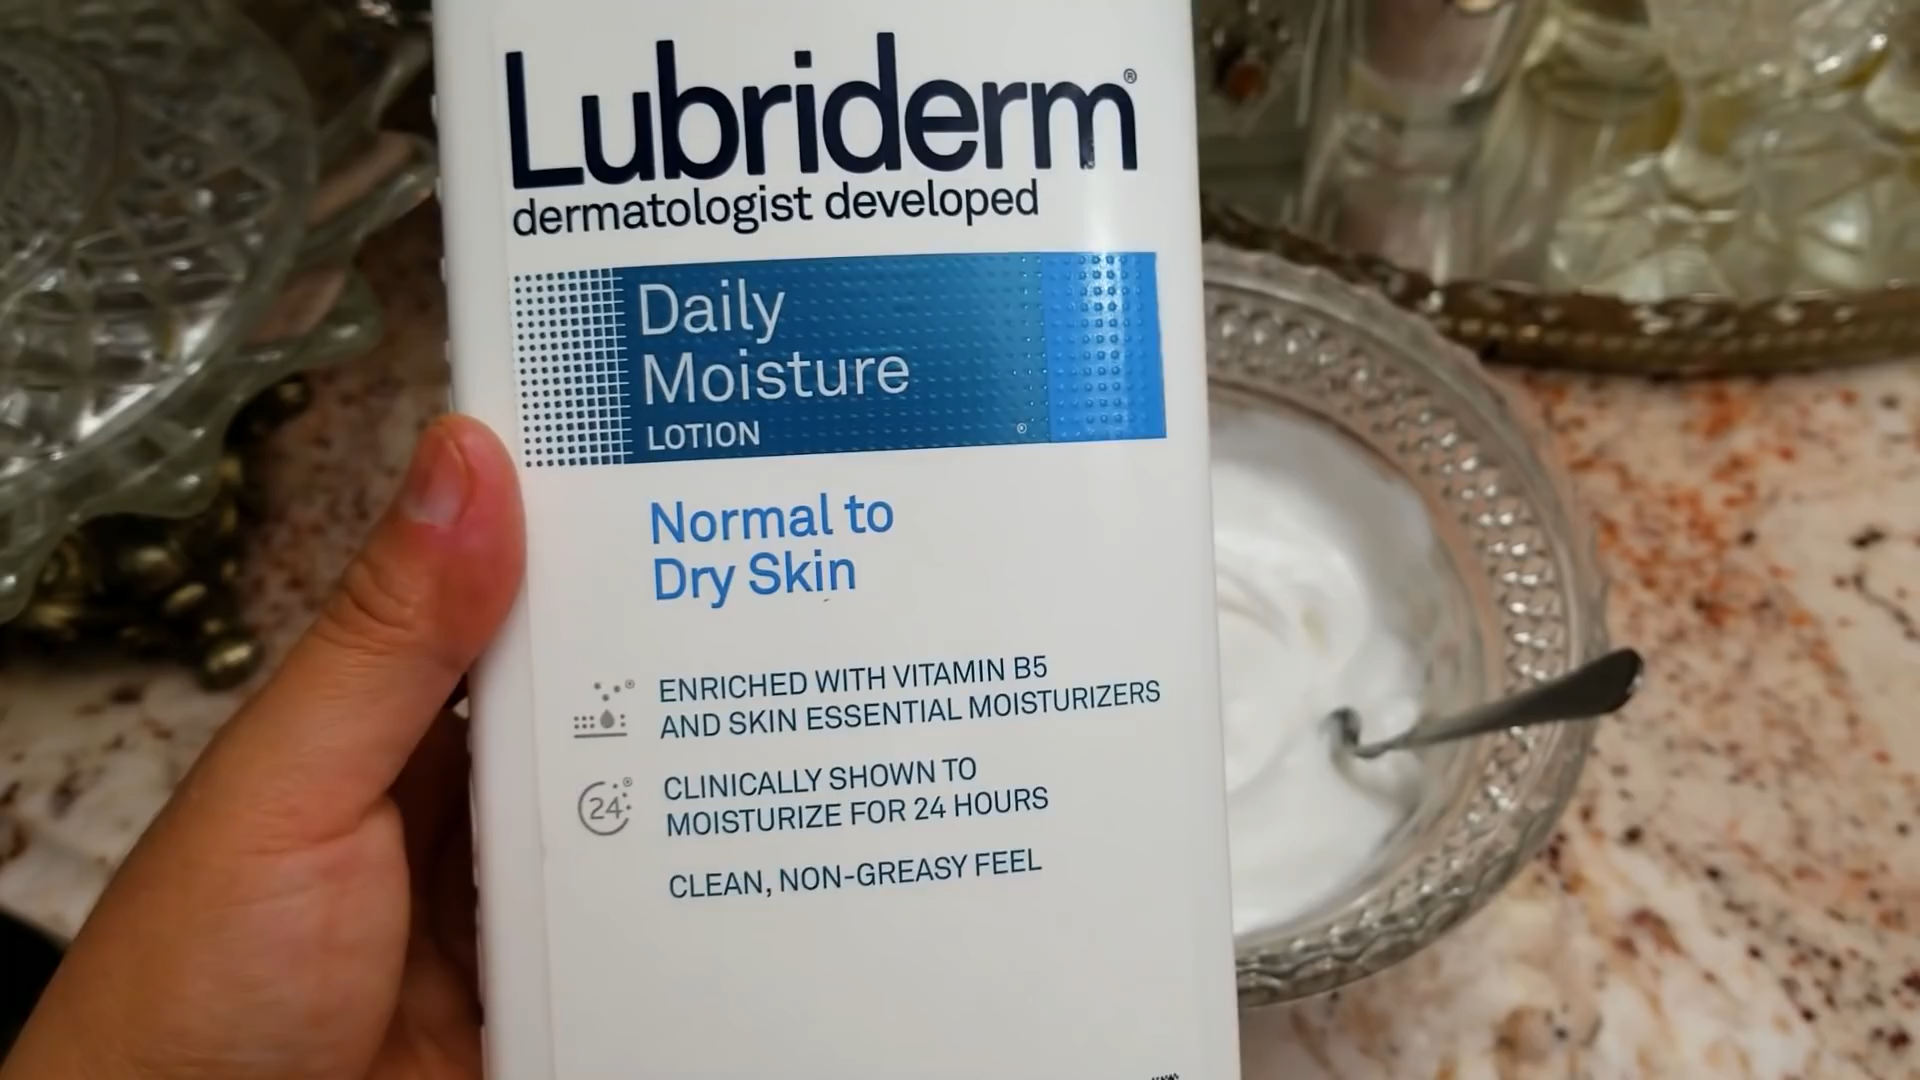 Lubriderm®
dermatologist developed
Daily
Moisture
LOTION
Normal to
Dry Skin
ENRICHED WITH VITAMIN B5
AND SKIN ESSENTIAL MOISTURIZERS
24
CLINICALLY SHOWN TO
MOISTURIZE FOR 24 HOURS
CLEAN, NON-GREASY FEEL